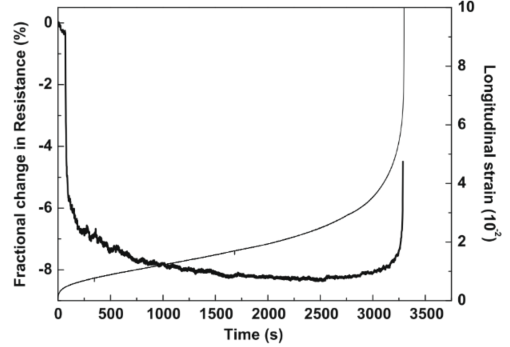 0
-2
-4
-6
-8
Fractional change in Resistance (%)
10
8
6
4
2
0
Longitudinal strain (10⁻²)
0 500 1000 1500 2000 2500 3000 3500
Time (s)